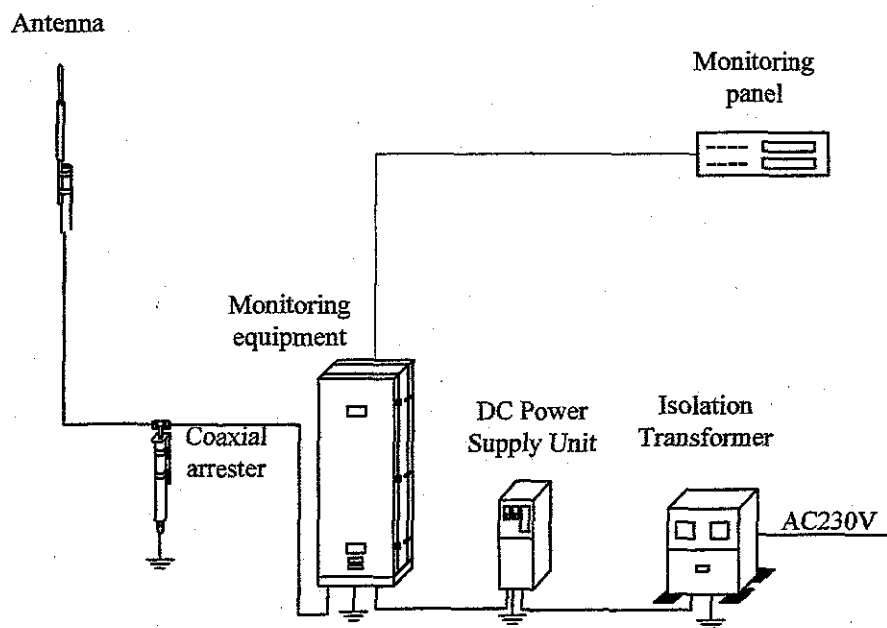 Antenna
Monitoring
panel
Monitoring
equipment
Coaxial
arrester
DC Power
Supply Unit
Isolation
Transformer
AC230V